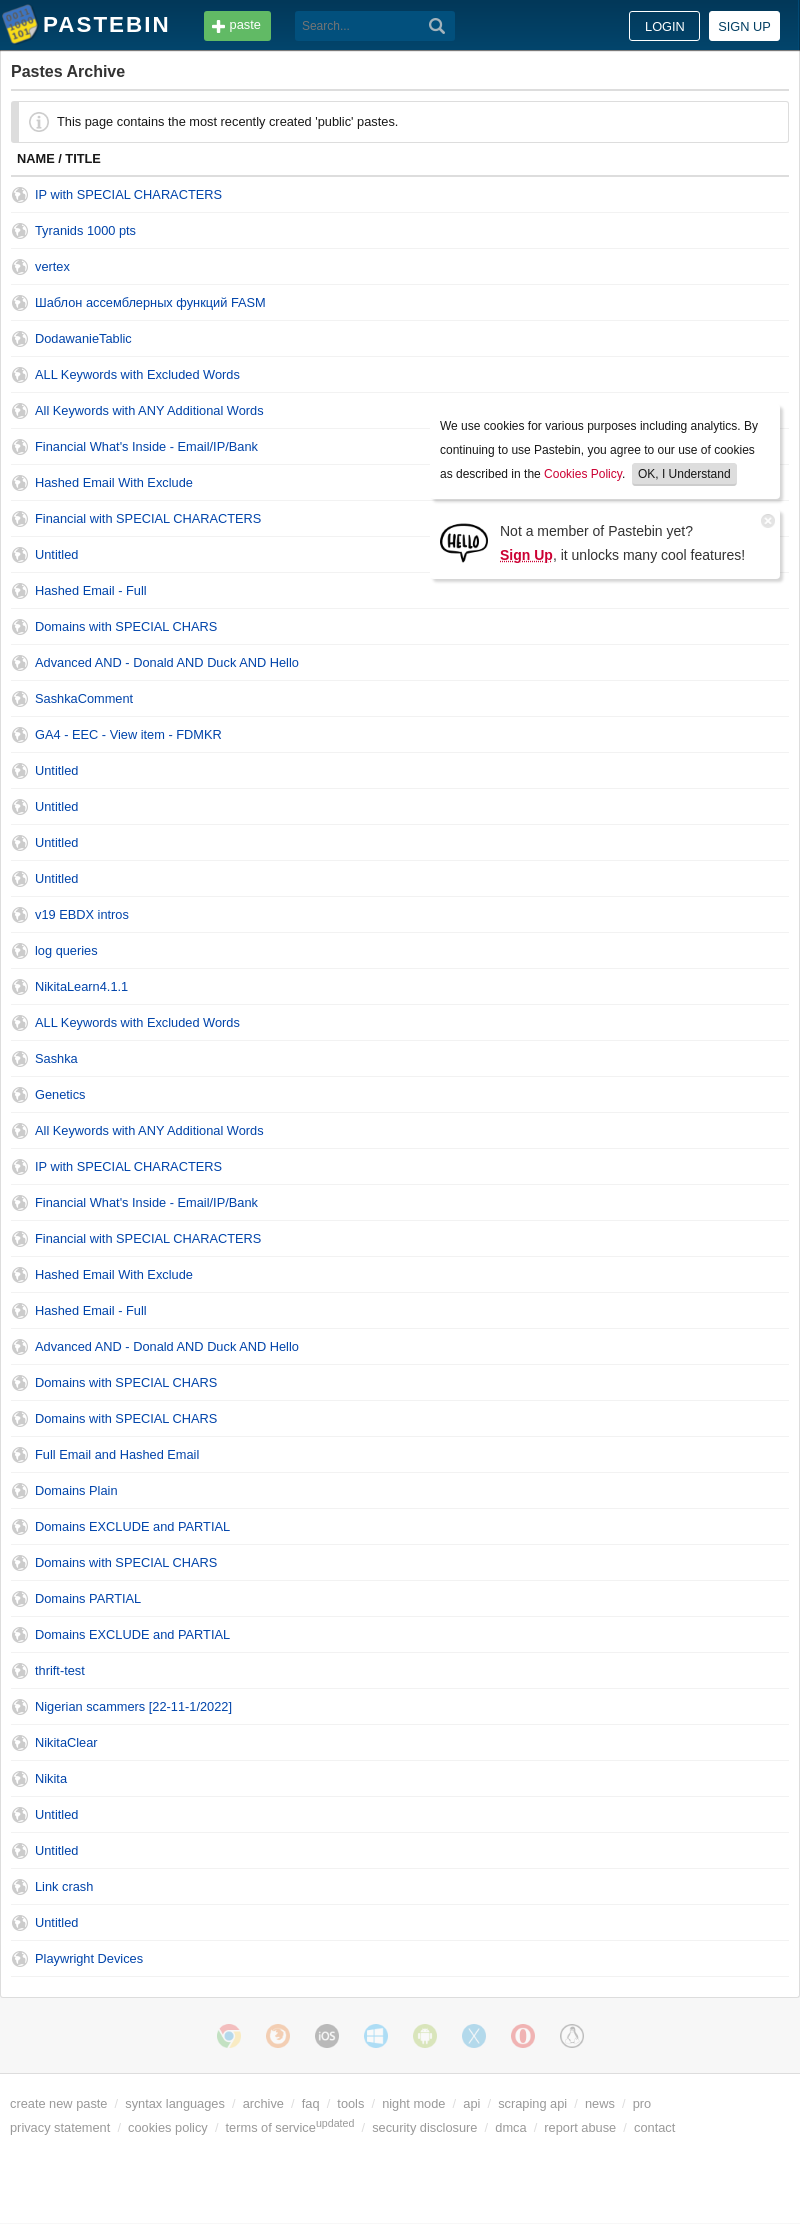 PASTEBIN paste Search... LOGIN SIGN UP
Pastes Archive
This page contains the most recently created 'public' pastes.
NAME / TITLE
IP with SPECIAL CHARACTERS
Tyranids 1000 pts
vertex
Шаблон ассемблерных функций FASM
DodawanieTablic
ALL Keywords with Excluded Words
All Keywords with ANY Additional Words
Financial What's Inside - Email/IP/Bank
Hashed Email With Exclude
Financial with SPECIAL CHARACTERS
Untitled
Hashed Email - Full
Domains with SPECIAL CHARS
Advanced AND - Donald AND Duck AND Hello
SashkaComment
GA4 - EEC - View item - FDMKR
Untitled
Untitled
Untitled
Untitled
v19 EBDX intros
log queries
NikitaLearn4.1.1
ALL Keywords with Excluded Words
Sashka
Genetics
All Keywords with ANY Additional Words
IP with SPECIAL CHARACTERS
Financial What's Inside - Email/IP/Bank
Financial with SPECIAL CHARACTERS
Hashed Email With Exclude
Hashed Email - Full
Advanced AND - Donald AND Duck AND Hello
Domains with SPECIAL CHARS
Domains with SPECIAL CHARS
Full Email and Hashed Email
Domains Plain
Domains EXCLUDE and PARTIAL
Domains with SPECIAL CHARS
Domains PARTIAL
Domains EXCLUDE and PARTIAL
thrift-test
Nigerian scammers [22-11-1/2022]
NikitaClear
Nikita
Untitled
Untitled
Link crash
Untitled
Playwright Devices
We use cookies for various purposes including analytics. By
continuing to use Pastebin, you agree to our use of cookies
as described in the Cookies Policy. OK, I Understand
HELLO
Not a member of Pastebin yet?
Sign Up, it unlocks many cool features!
iOS
create new paste / syntax languages / archive / faq / tools / night mode / api / scraping api / news / pro
privacy statement / cookies policy / terms of service updated / security disclosure / dmca / report abuse / contact